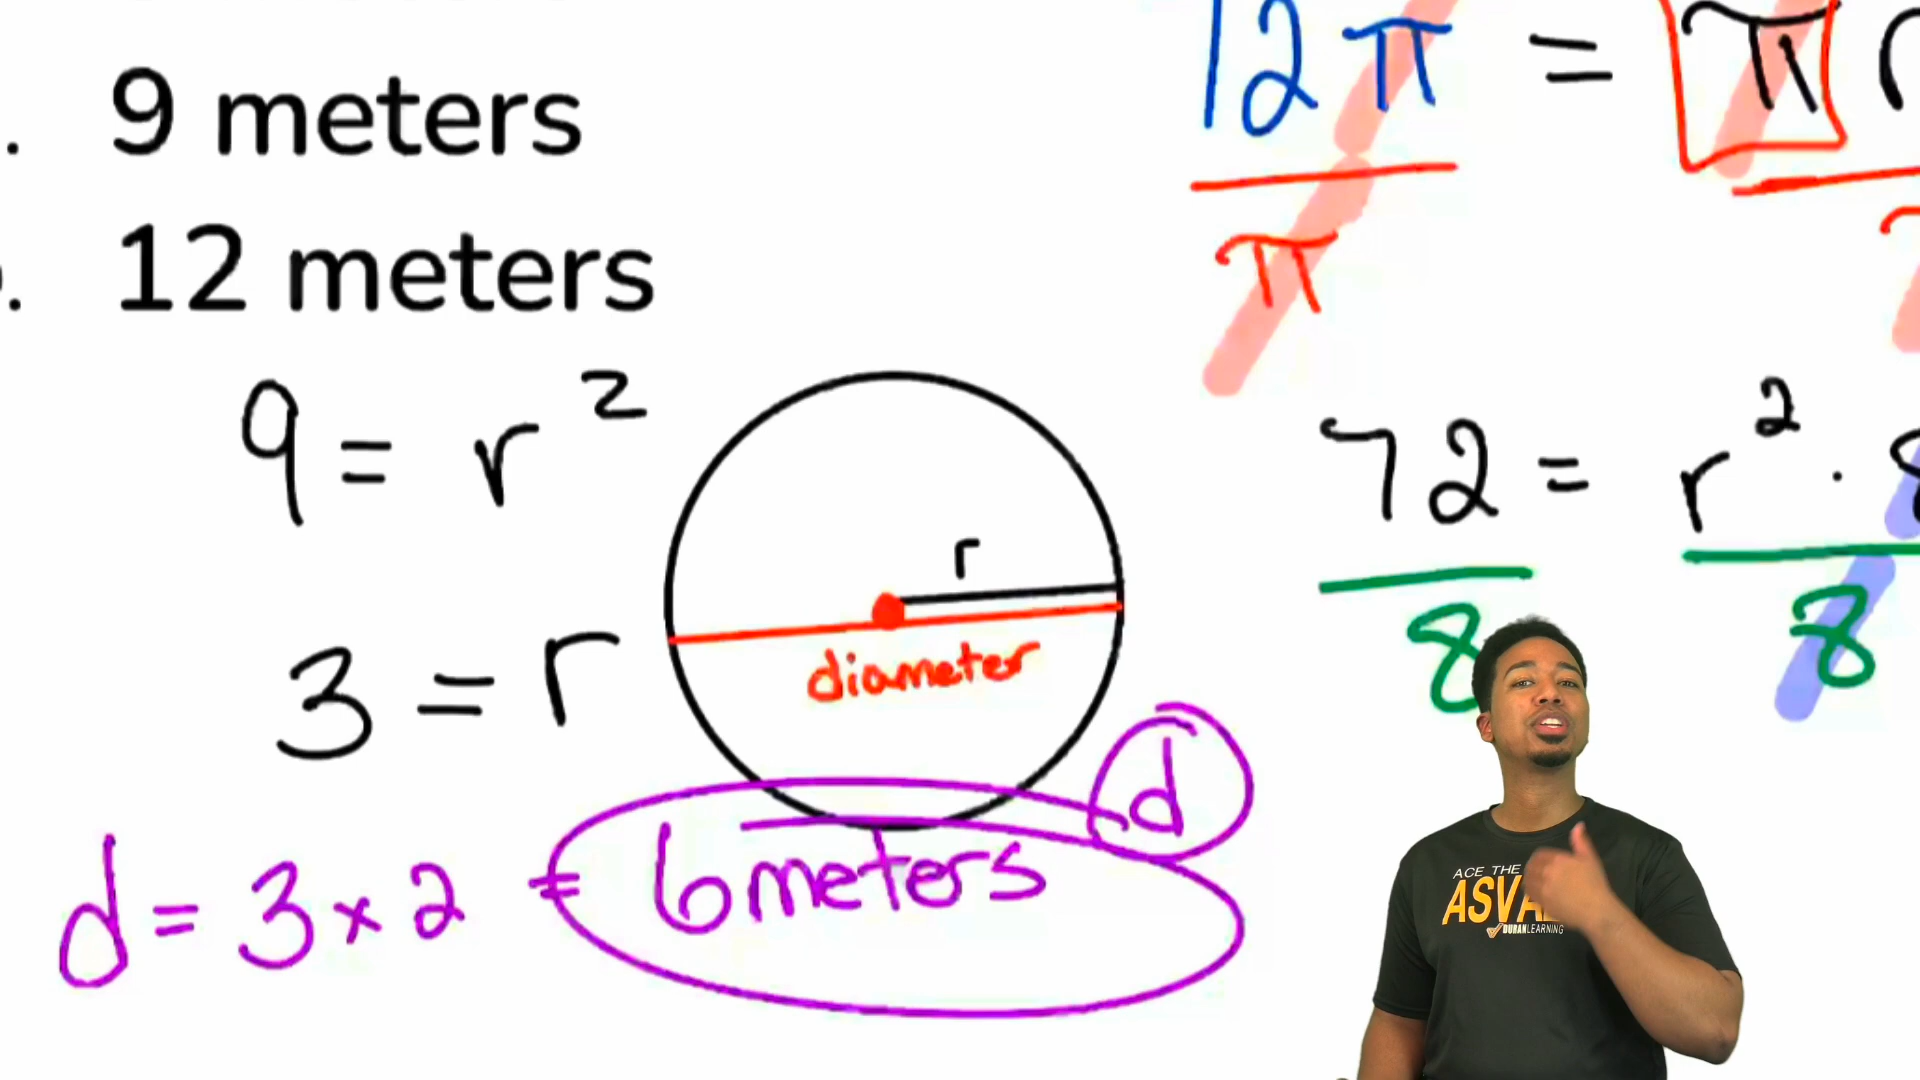 . 9 meters
. 12 meters
12π = π r
π
9 = r²
72 = r² · 8
8 8
r
3 = r
diameter
d
d = 3 × 2 = 6 meters
ACE THE
ASVA
DURANLEARNING